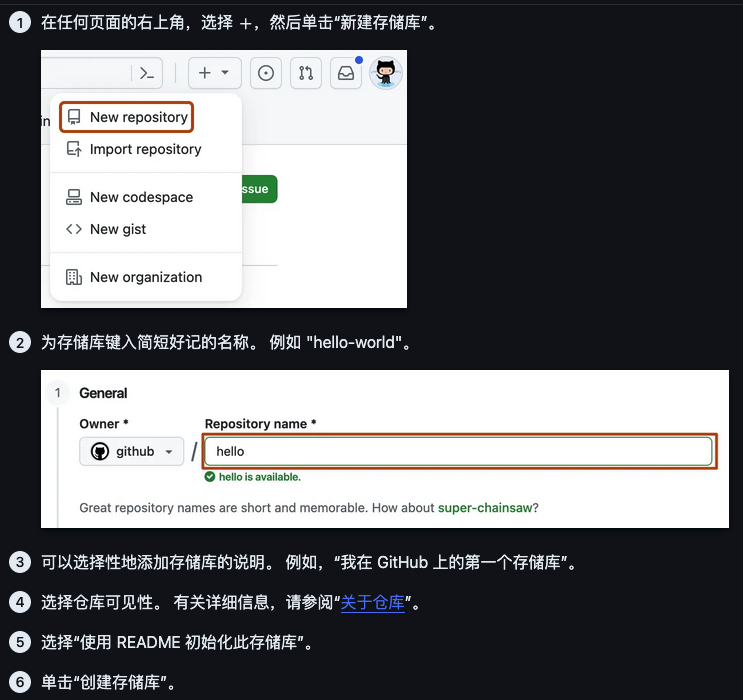 1 在任何页面的右上角，选择 +，然后单击“新建存储库”。
in
New repository
Import repository
ssue
New codespace
New gist
New organization
2 为存储库键入简短好记的名称。 例如 "hello-world"。
1 General
Owner * Repository name *
github / hello
hello is available.
Great repository names are short and memorable. How about super-chainsaw?
3 可以选择性地添加存储库的说明。 例如，“我在 GitHub 上的第一个存储库”。
4 选择仓库可见性。 有关详细信息，请参阅“关于仓库”。
5 选择“使用 README 初始化此存储库”。
6 单击“创建存储库”。